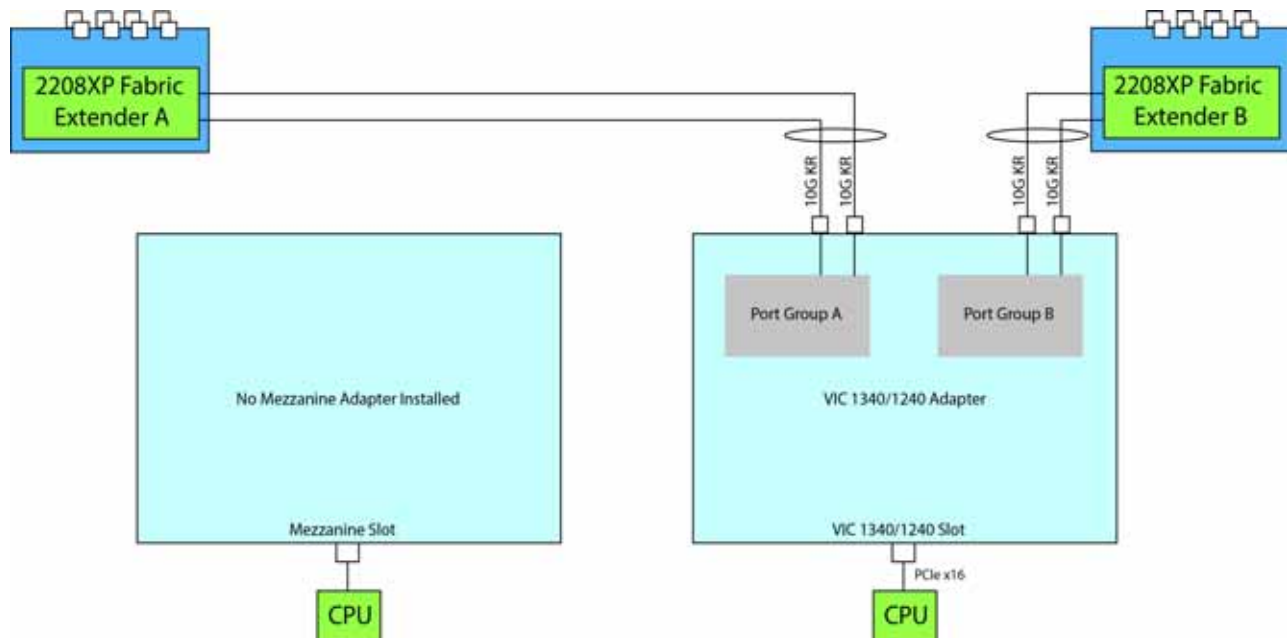 2208XP Fabric
Extender A
2208XP Fabric
Extender B
10G KR
10G KR
10G KR
10G KR
Port Group A
Port Group B
No Mezzanine Adapter Installed
VIC 1340/1240 Adapter
Mezzanine Slot
VIC 1340/1240 Slot
PCIe x16
CPU
CPU